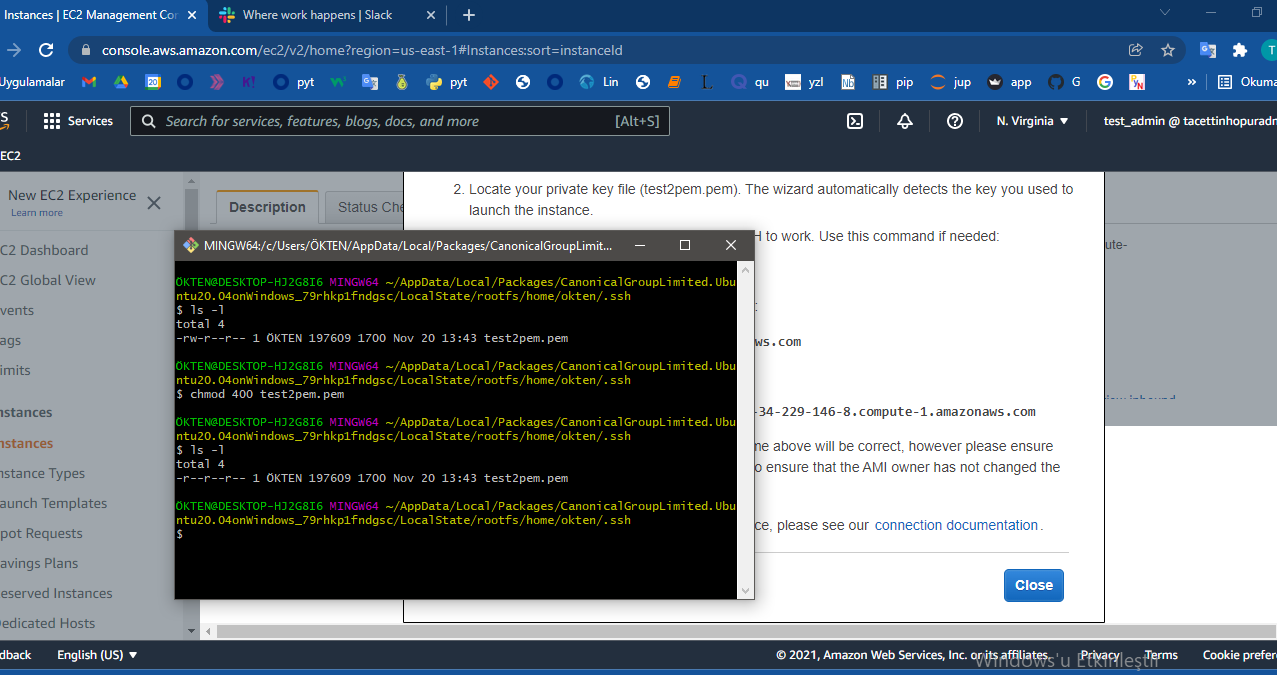 Instances | EC2 Management Con
Where work happens | Slack
console.aws.amazon.com/ec2/v2/home?region=us-east-1#Instances:sort=instanceId
T
Uygulamalar
20
K!
pyt
pyt
Lin
L
qu
yzl
Nb
pip
jup
app
G
YN
»
Okuma
Services
Search for services, features, blogs, docs, and more
[Alt+S]
N. Virginia
test_admin @ tacettinhopuradm
EC2
New EC2 Experience
Learn more
C2 Dashboard
C2 Global View
vents
ags
imits
nstances
nstances
nstance Types
aunch Templates
pot Requests
avings Plans
eserved Instances
Dedicated Hosts
Description
Status Che
2. Locate your private key file (test2pem.pem). The wizard automatically detects the key you used to
launch the instance.
H to work. Use this command if needed:
ute-
:
ws.com
-34-229-146-8.compute-1.amazonaws.com
me above will be correct, however please ensure
o ensure that the AMI owner has not changed the
ce, please see our connection documentation.
Close
MINGW64:/c/Users/ÖKTEN/AppData/Local/Packages/CanonicalGroupLimit...
ÖKTEN@DESKTOP-HJ2G8I6 MINGW64 ~/AppData/Local/Packages/CanonicalGroupLimited.Ubu
ntu20.04onWindows_79rhkp1fndgsc/LocalState/rootfs/home/okten/.ssh
$ ls -l
total 4
-rw-r--r-- 1 ÖKTEN 197609 1700 Nov 20 13:43 test2pem.pem
ÖKTEN@DESKTOP-HJ2G8I6 MINGW64 ~/AppData/Local/Packages/CanonicalGroupLimited.Ubu
ntu20.04onWindows_79rhkp1fndgsc/LocalState/rootfs/home/okten/.ssh
$ chmod 400 test2pem.pem
ÖKTEN@DESKTOP-HJ2G8I6 MINGW64 ~/AppData/Local/Packages/CanonicalGroupLimited.Ubu
ntu20.04onWindows_79rhkp1fndgsc/LocalState/rootfs/home/okten/.ssh
$ ls -l
total 4
-r--r--r-- 1 ÖKTEN 197609 1700 Nov 20 13:43 test2pem.pem
ÖKTEN@DESKTOP-HJ2G8I6 MINGW64 ~/AppData/Local/Packages/CanonicalGroupLimited.Ubu
ntu20.04onWindows_79rhkp1fndgsc/LocalState/rootfs/home/okten/.ssh
$
dback
English (US)
© 2021, Amazon Web Services, Inc. or its affiliates.
Privacy
Terms
Cookie prefer
Windows'u Etkinleştir